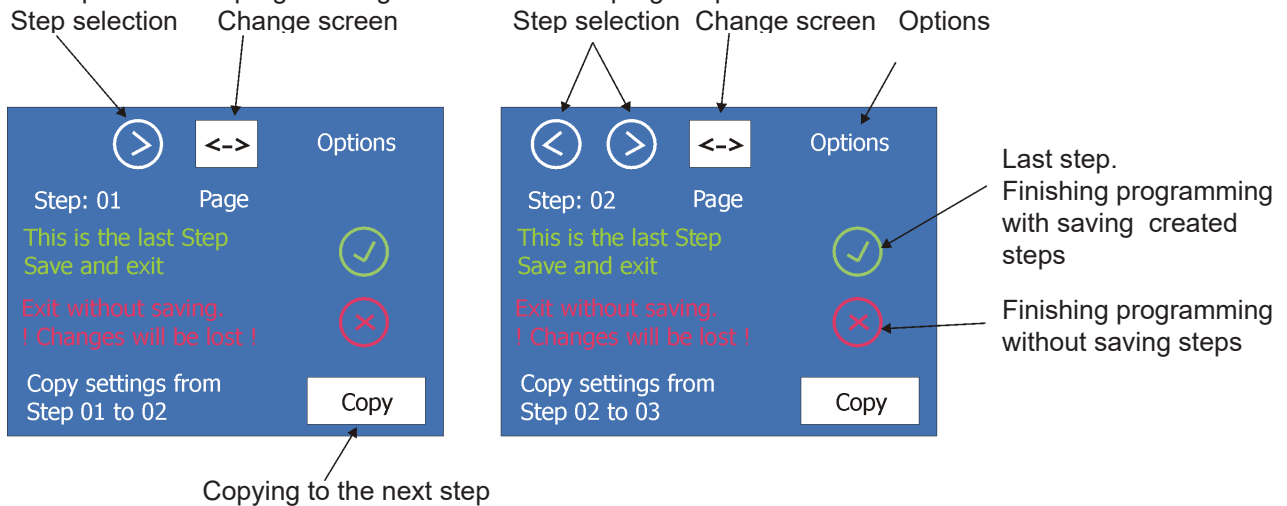 Step selection Change screen
Step selection Change screen Options
> <-> Options
Step: 01 Page
This is the last Step
Save and exit
Exit without saving.
! Changes will be lost !
Copy settings from
Step 01 to 02
Copy
< > <-> Options
Step: 02 Page
This is the last Step
Save and exit
Exit without saving.
! Changes will be lost !
Copy settings from
Step 02 to 03
Copy
Last step.
Finishing programming
with saving created
steps
Finishing programming
without saving steps
Copying to the next step